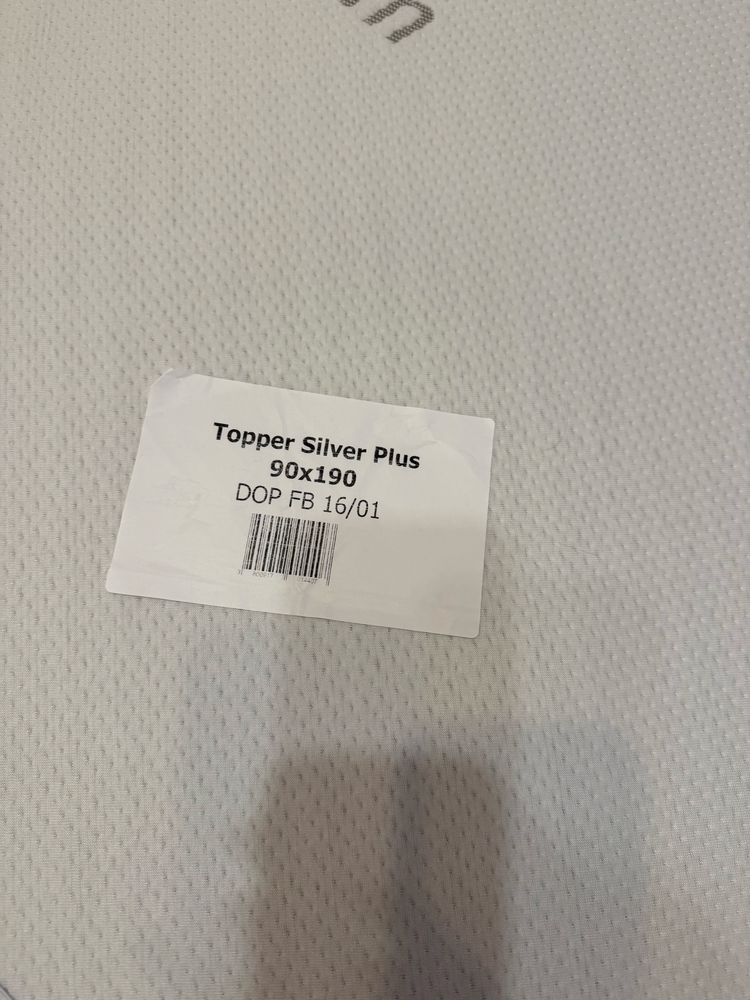 Topper Silver Plus
90x190
DOP FB 16/01